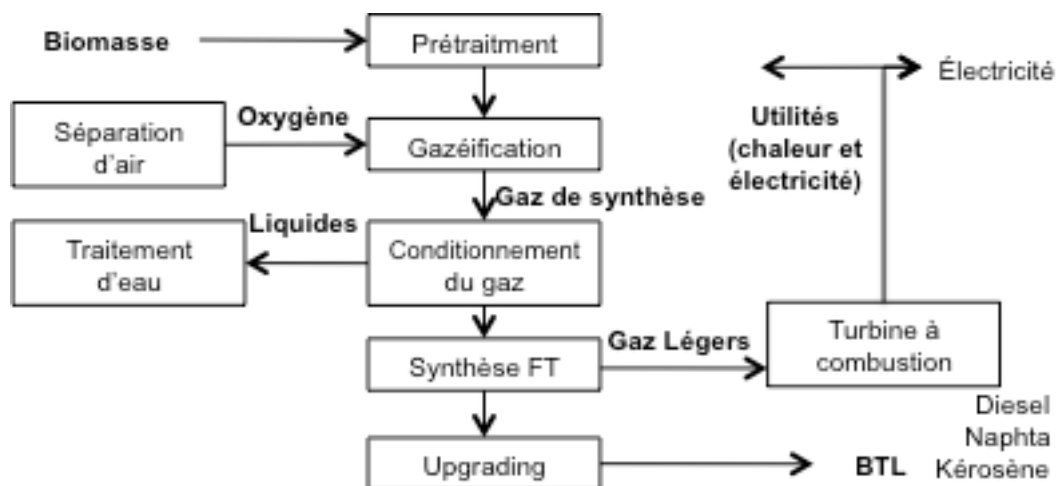 Biomasse
Prétraitment
Électricité
Séparation
d'air
Oxygène
Gazéification
Utilités
(chaleur et
électricité)
Gaz de synthèse
Traitement
d'eau
Liquides
Conditionnement
du gaz
Synthèse FT
Gaz Légers
Turbine à
combustion
Upgrading
BTL
Diesel
Naphta
Kérosène